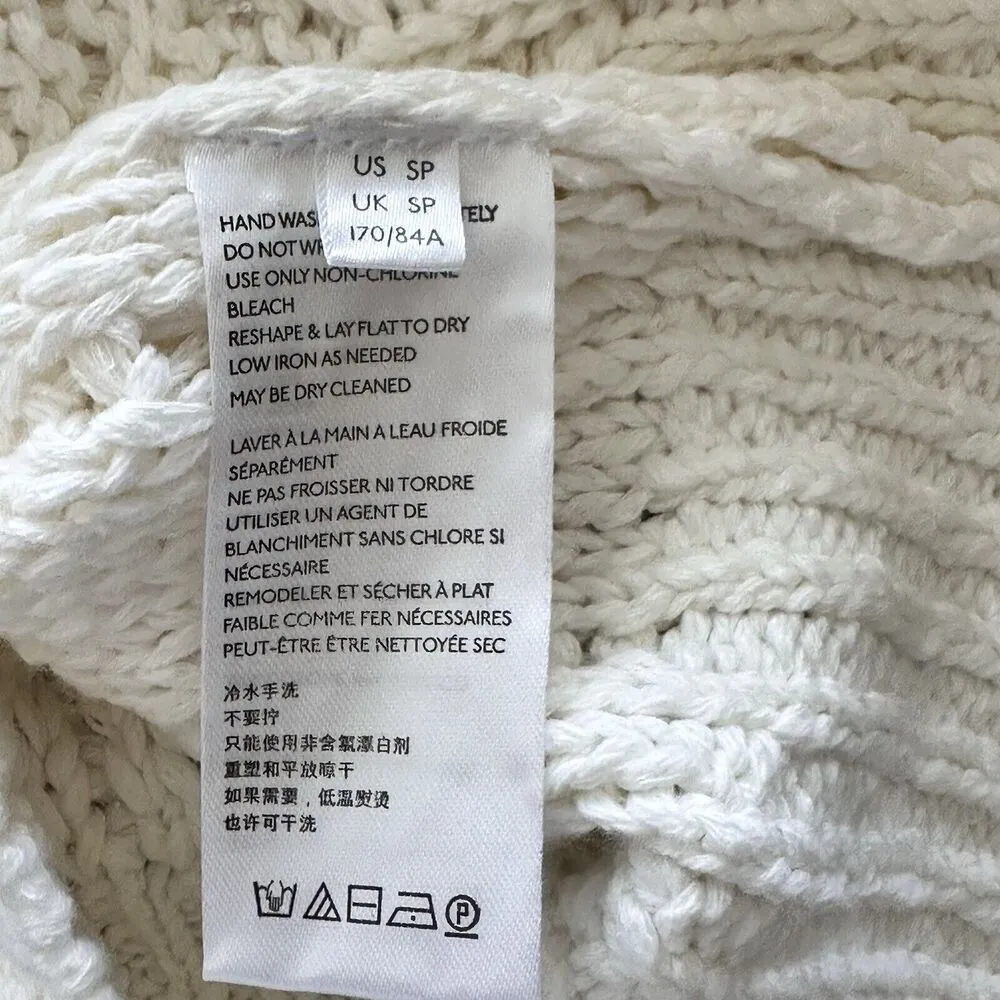 US SP
UK SP
170/84A
HAND WAS TELY
DO NOT WR
USE ONLY NON-CHLORINE
BLEACH
RESHAPE & LAY FLAT TO DRY
LOW IRON AS NEEDED
MAY BE DRY CLEANED
LAVER À LA MAIN A LEAU FROIDE
SÉPARÉMENT
NE PAS FROISSER NI TORDRE
UTILISER UN AGENT DE
BLANCHIMENT SANS CHLORE SI
NÉCESSAIRE
REMODELER ET SÉCHER À PLAT
FAIBLE COMME FER NÉCESSAIRES
PEUT-ÊTRE ÊTRE NETTOYÉE SEC
冷水手洗
不要拧
只能使用非含氯漂白剂
重塑和平放晾干
如果需要，低温熨烫
也许可干洗
P